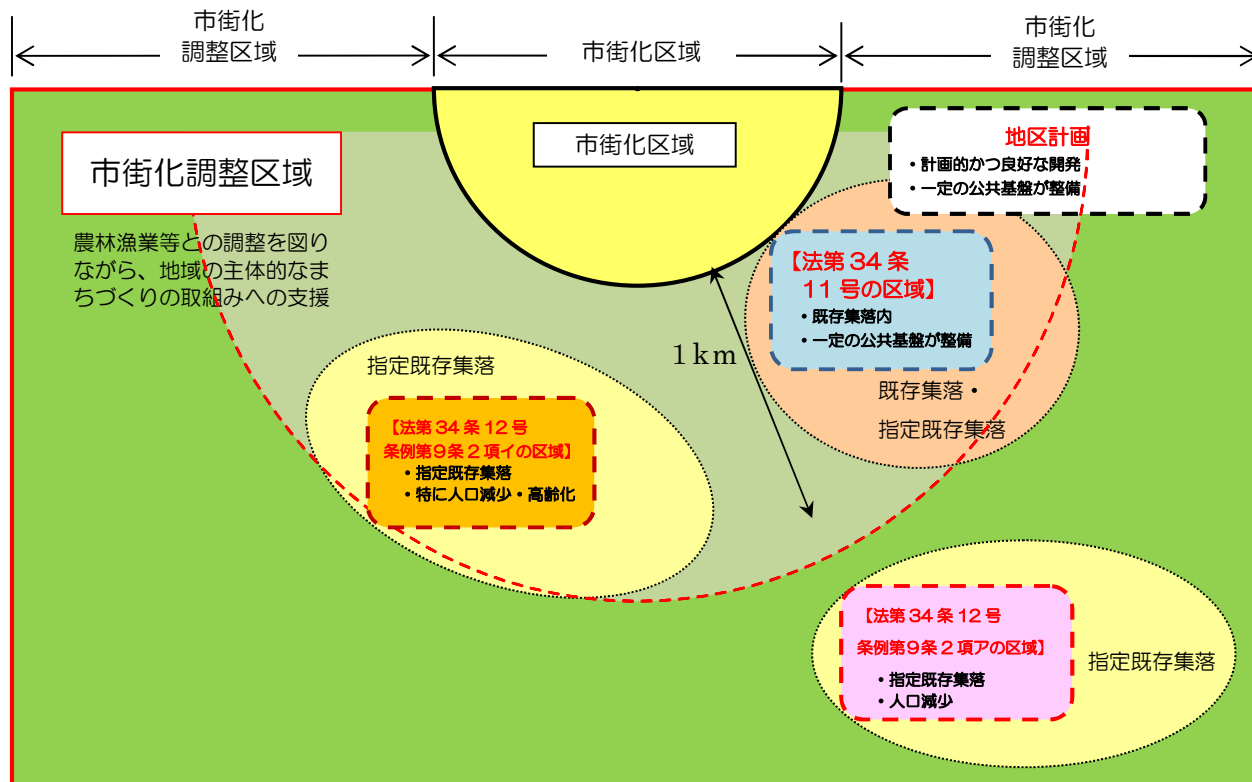 市街化
調整区域
市街化区域
市街化
調整区域
市街化区域
市街化調整区域
農林漁業等との調整を図り
ながら、地域の主体的なま
ちづくりの取組みへの支援
地区計画
・計画的かつ良好な開発
・一定の公共基盤が整備
【法第34条
11号の区域】
・既存集落内
・一定の公共基盤が整備
既存集落・
指定既存集落
1km
指定既存集落
【法第34条12号
条例第9条2項イの区域】
・指定既存集落
・特に人口減少・高齢化
【法第34条12号
条例第9条2項アの区域】
・指定既存集落
・人口減少
指定既存集落